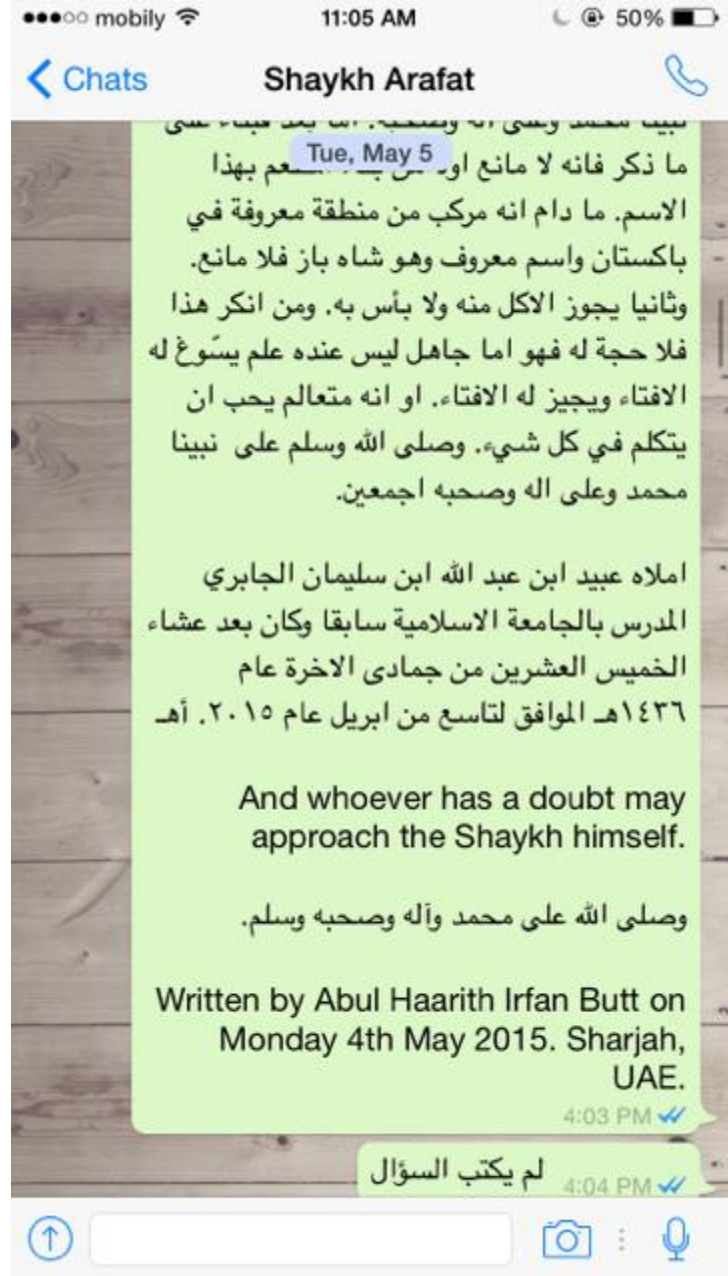 mobily 11:05 AM 50%
Chats Shaykh Arafat
Tue, May 5
ما ذكر فانه لا مانع بهذا
الاسم. ما دام انه مركب من منطقة معروفة في
باكستان واسم معروف وهو شاه باز فلا مانع.
وثانيا يجوز الاكل منه ولا بأس به. ومن انكر هذا
فلا حجة له فهو اما جاهل ليس عنده علم يسّوغ له
الافتاء ويجيز له الافتاء. او انه متعالم يحب ان
يتكلم في كل شيء. وصلى الله وسلم على نبينا
محمد وعلى اله وصحبه اجمعين.
املاه عبيد ابن عبد الله ابن سليمان الجابري
المدرس بالجامعة الاسلامية سابقا وكان بعد عشاء
الخميس العشرين من جمادى الاخرة عام
١٤٣٦هـ الموافق لتاسع من ابريل عام ٢٠١٥. أهـ
And whoever has a doubt may
approach the Shaykh himself.
وصلى الله على محمد وآله وصحبه وسلم.
Written by Abul Haarith Irfan Butt on
Monday 4th May 2015. Sharjah,
UAE.
4:03 PM
لم يكتب السؤال
4:04 PM